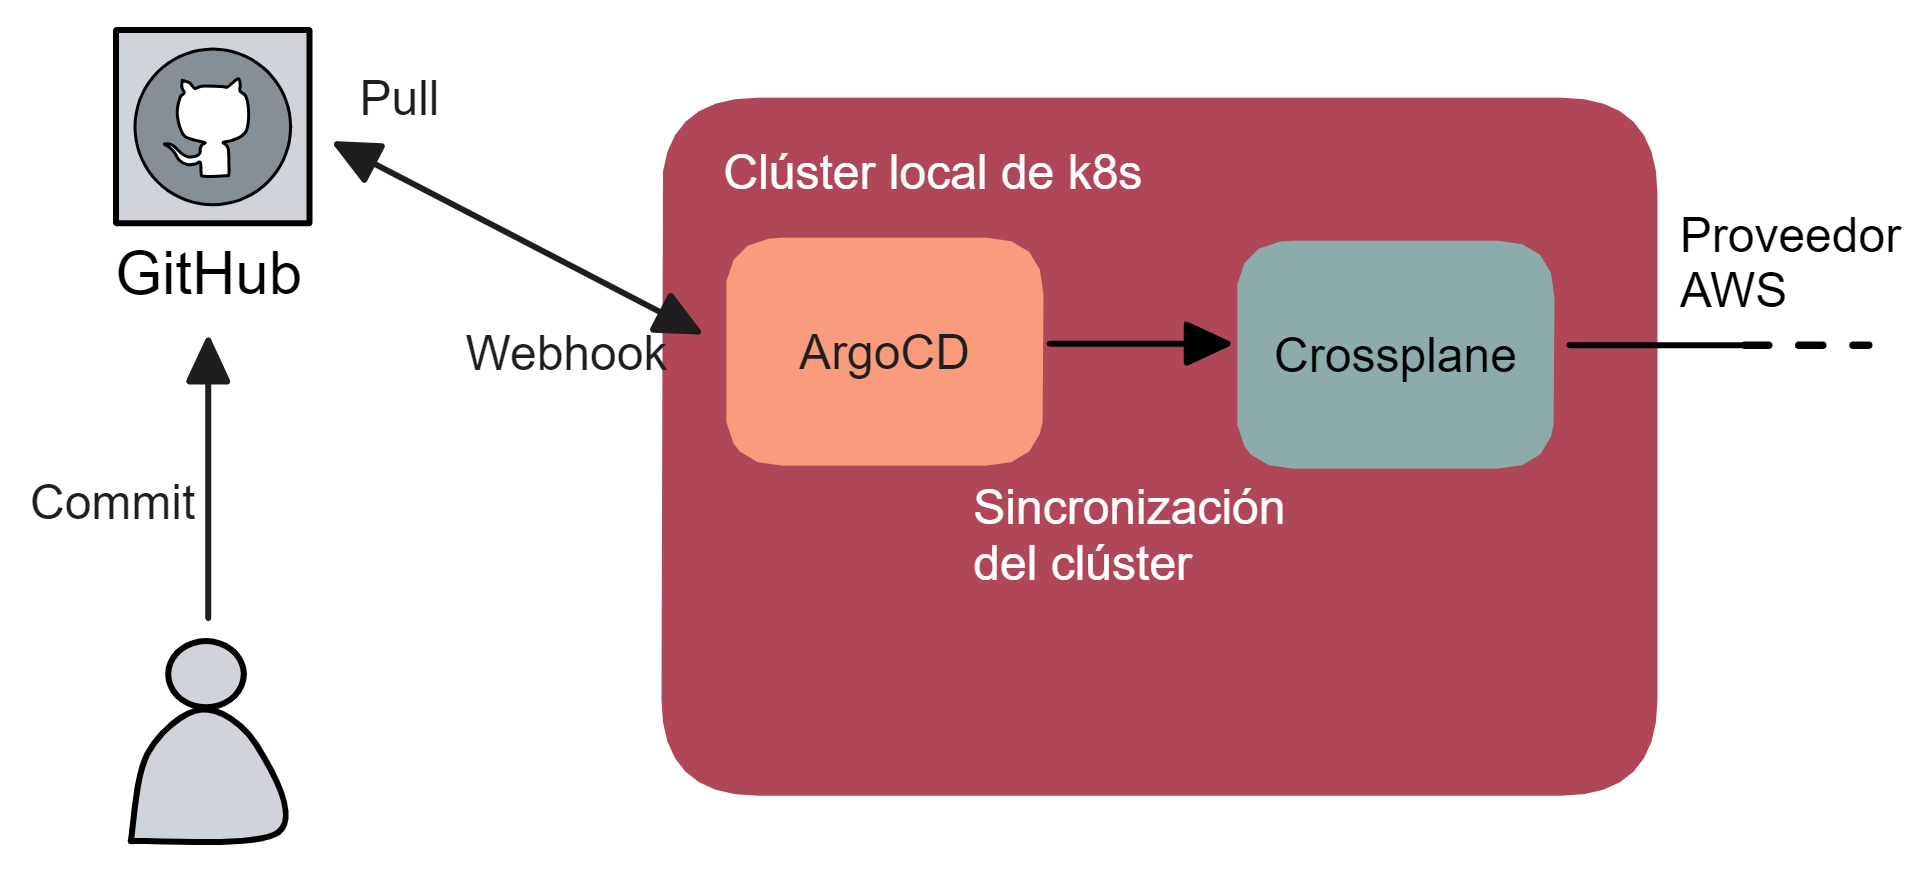 Pull
GitHub
Webhook
Commit
Clúster local de k8s
ArgoCD
Crossplane
Sincronización
del clúster
Proveedor
AWS